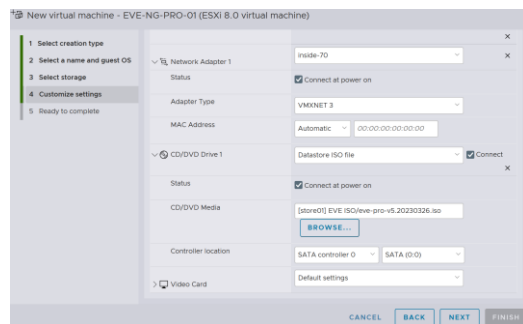 New virtual machine - EVE-NG-PRO-01 (ESXi 8.0 virtual machine)
1 Select creation type
2 Select a name and guest OS
3 Select storage
4 Customize settings
5 Ready to complete
Network Adapter 1
inside-70
Status
Connect at power on
Adapter Type
VMXNET 3
MAC Address
Automatic
00:00:00:00:00:00
CD/DVD Drive 1
Datastore ISO file
Connect
Status
Connect at power on
CD/DVD Media
[store01] EVE ISO/eve-pro-v5.20230326.iso
BROWSE...
Controller location
SATA controller 0
SATA (0:0)
Video Card
Default settings
CANCEL
BACK
NEXT
FINISH